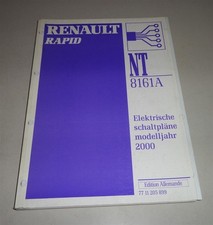 RENAULT
RAPID
NT
8161A
Elektrische
schaltpläne
modelljahr
2000
Edition Allemande
77 11 205 899